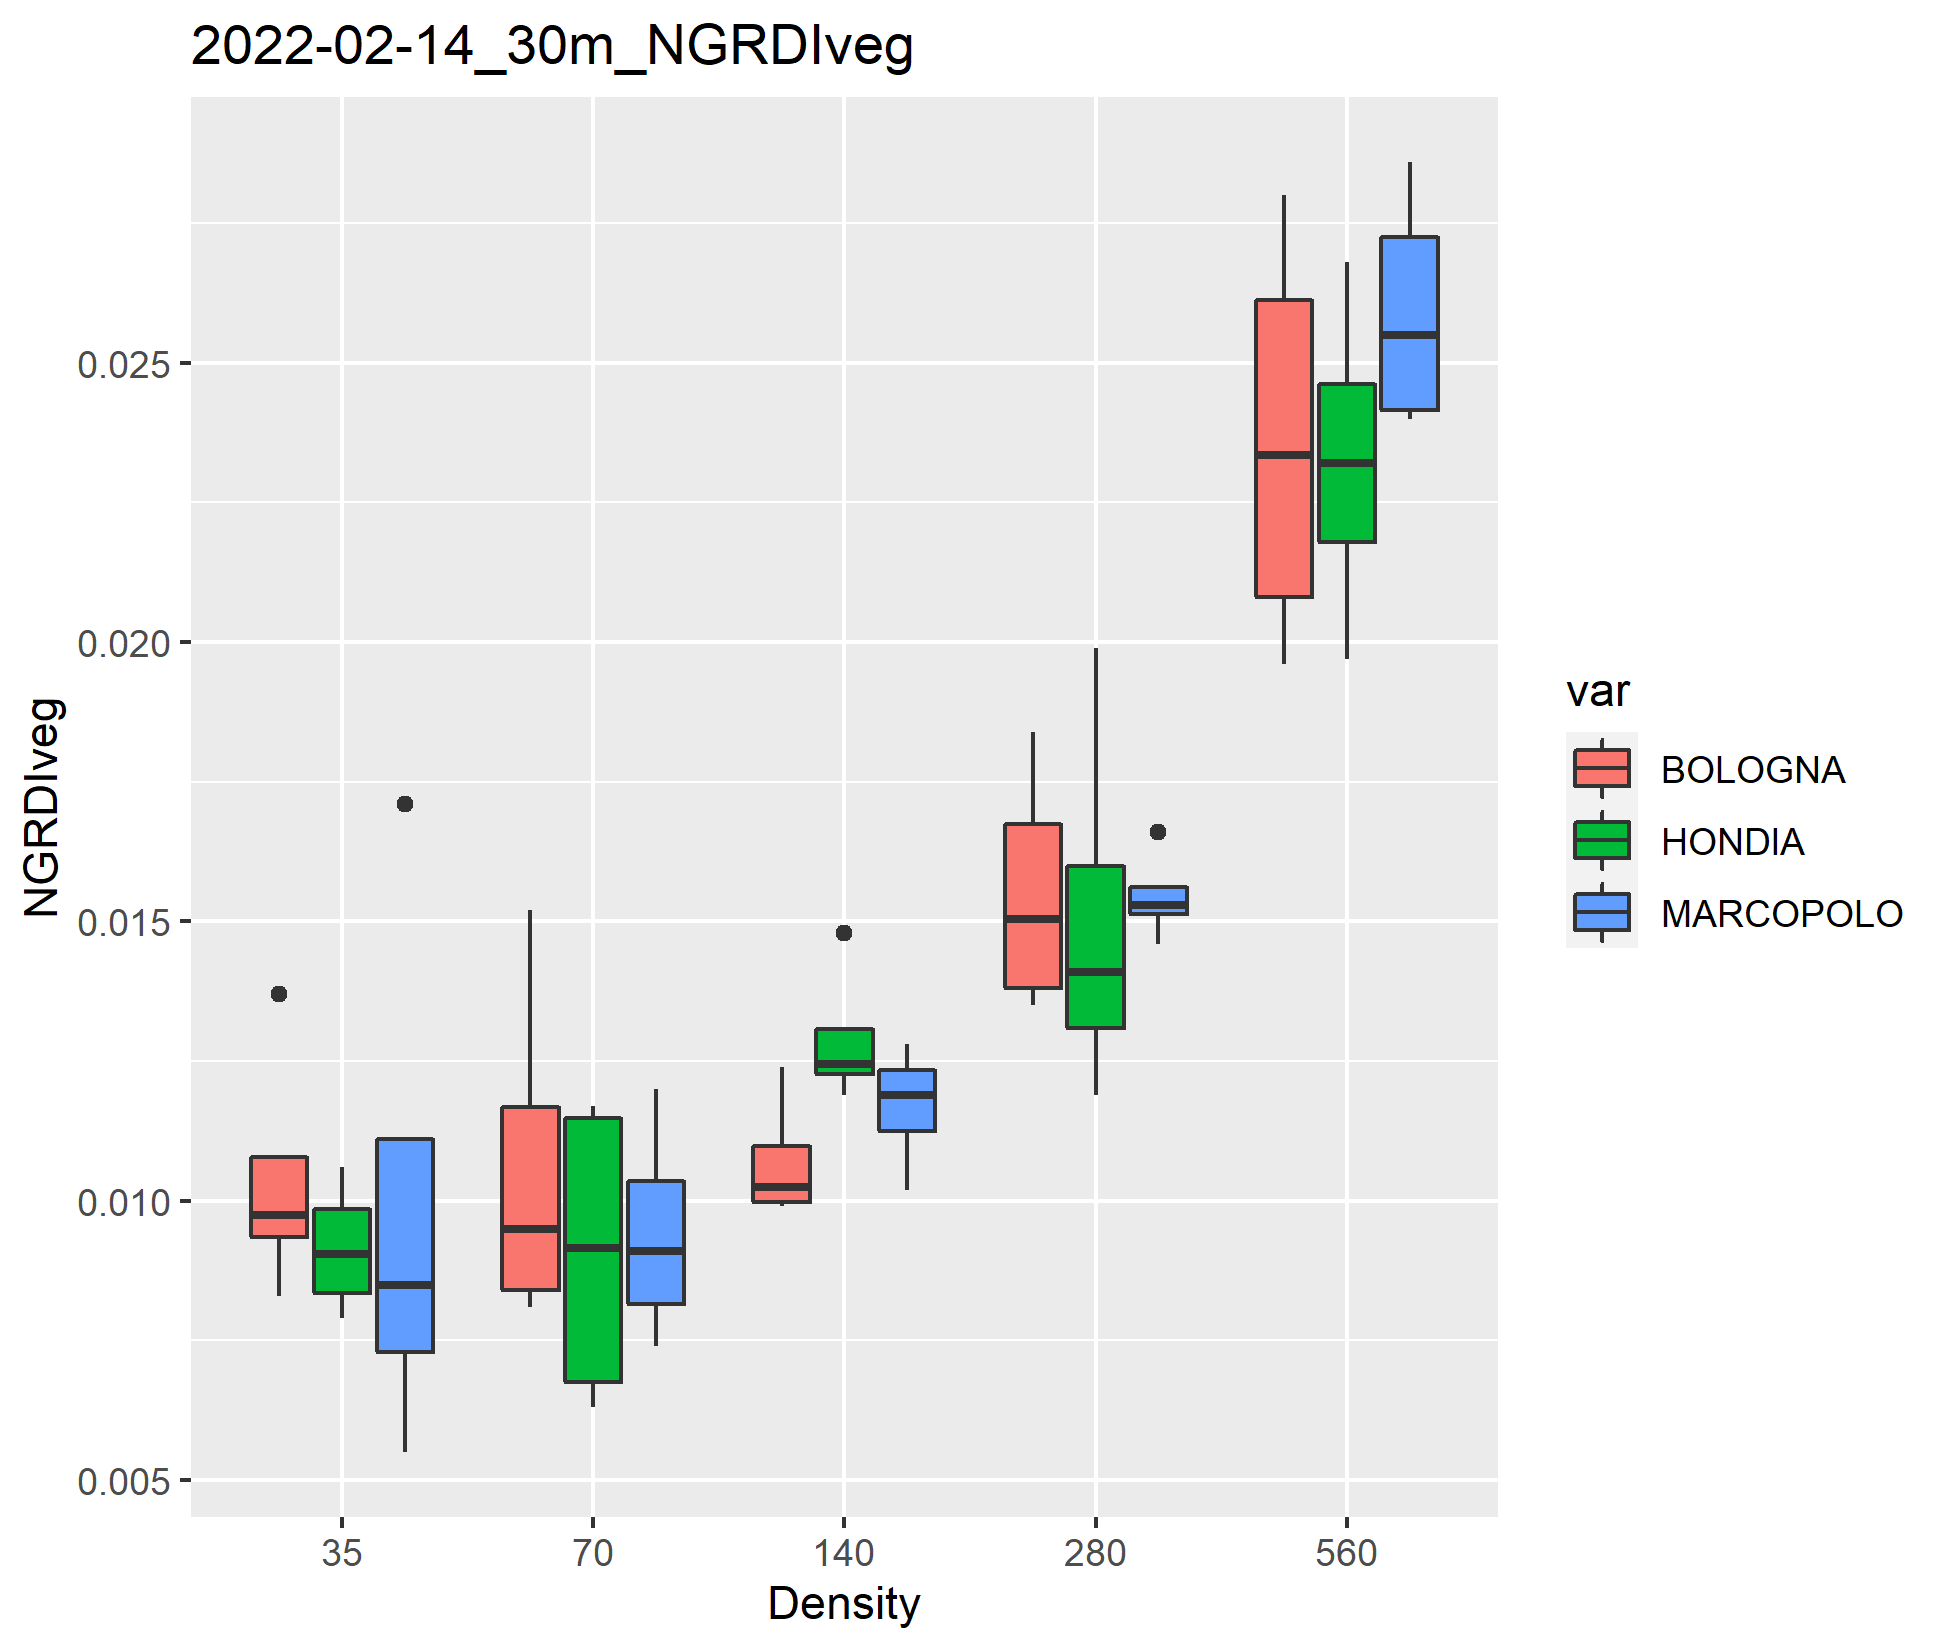 2022-02-14_30m_NGRDIveg
NGRDIveg
0.025
0.020
0.015
0.010
0.005
35 70 140 280 560
Density
var
BOLOGNA
HONDIA
MARCOPOLO